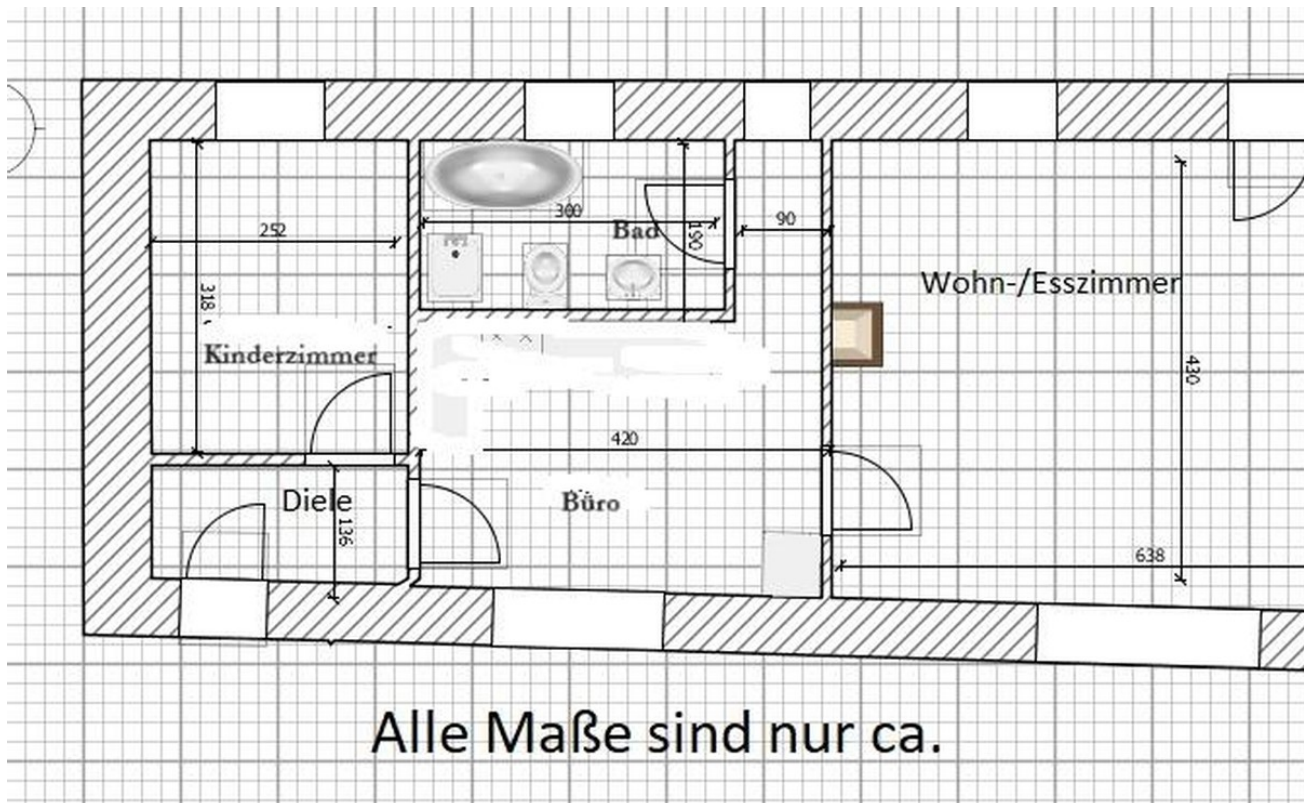 252
318
Kinderzimmer
300
Bad
190
90
Wohn-/Esszimmer
430
420
Diele
136
Büro
638
Alle Maße sind nur ca.